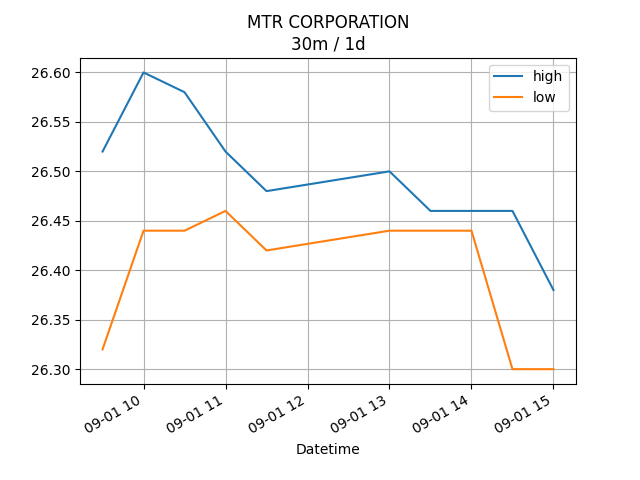 MTR CORPORATION
30m / 1d
high
low
26.60
26.55
26.50
26.45
26.40
26.35
26.30
09-01 10
09-01 11
09-01 12
09-01 13
09-01 14
09-01 15
Datetime